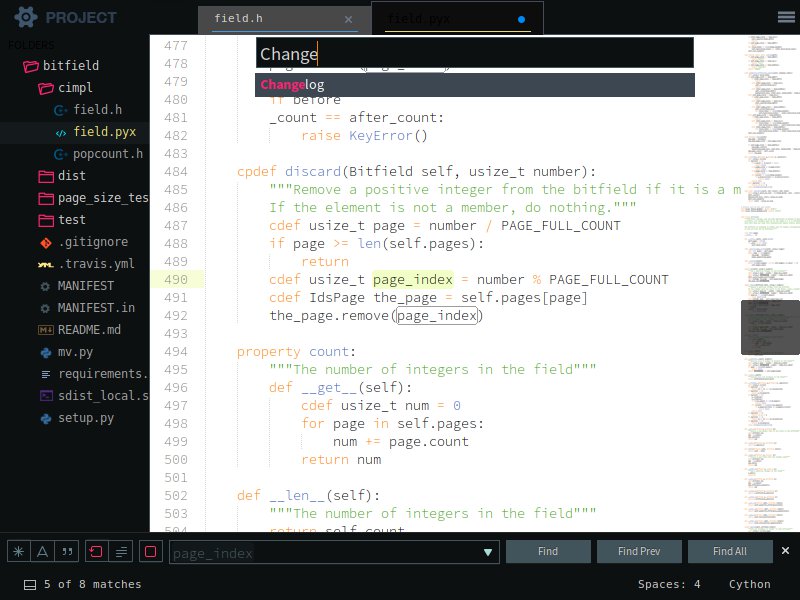 PROJECT
field.h
field.pyx
FOLDERS
bitfield
cimpl
field.h
field.pyx
popcount.h
dist
page_size_tes
test
.gitignore
.travis.yml
MANIFEST
MANIFEST.in
README.md
mv.py
requirements.
sdist_local.s
setup.py
Change
Changelog
477
478
479
480 if before
481 _count == after_count:
482 raise KeyError()
483
484 cpdef discard(Bitfield self, usize_t number):
485 """Remove a positive integer from the bitfield if it is a m
486 If the element is not a member, do nothing."""
487 cdef usize_t page = number / PAGE_FULL_COUNT
488 if page >= len(self.pages):
489 return
490 cdef usize_t page_index = number % PAGE_FULL_COUNT
491 cdef IdsPage the_page = self.pages[page]
492 the_page.remove(page_index)
493
494 property count:
495 """The number of integers in the field"""
496 def __get__(self):
497 cdef usize_t num = 0
498 for page in self.pages:
499 num += page.count
500 return num
501
502 def __len__(self):
503 """The number of integers in the field"""
504 return self.count
page_index
Find
Find Prev
Find All
5 of 8 matches
Spaces: 4
Cython